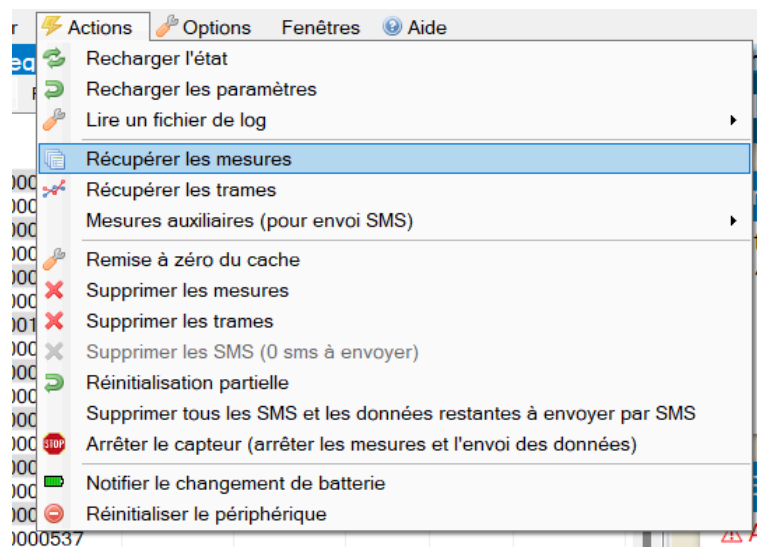 Actions Options Fenêtres Aide
Recharger l'état
Recharger les paramètres
Lire un fichier de log
Récupérer les mesures
Récupérer les trames
Mesures auxiliaires (pour envoi SMS)
Remise à zéro du cache
Supprimer les mesures
Supprimer les trames
Supprimer les SMS (0 sms à envoyer)
Réinitialisation partielle
Supprimer tous les SMS et les données restantes à envoyer par SMS
STOP Arrêter le capteur (arrêter les mesures et l'envoi des données)
Notifier le changement de batterie
Réinitialiser le périphérique
0000537